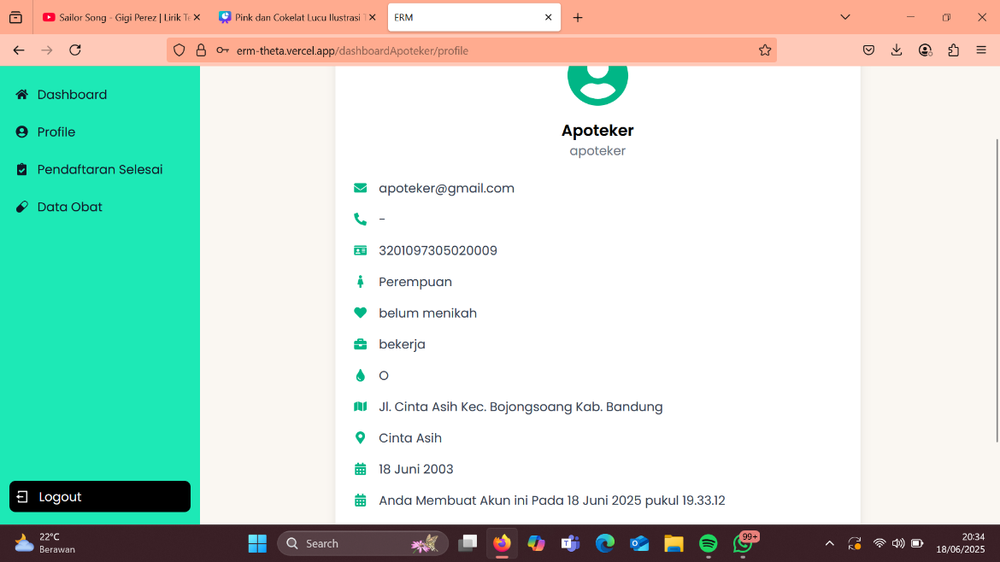 Sailor Song - Gigi Perez | Lirik Te
Pink dan Cokelat Lucu Ilustrasi T
ERM
erm-theta.vercel.app/dashboardApoteker/profile
Dashboard
Profile
Pendaftaran Selesai
Data Obat
Logout
Apoteker
apoteker
apoteker@gmail.com
-
3201097305020009
Perempuan
belum menikah
bekerja
O
Jl. Cinta Asih Kec. Bojongsoang Kab. Bandung
Cinta Asih
18 Juni 2003
Anda Membuat Akun ini Pada 18 Juni 2025 pukul 19.33.12
22°C
Berawan
Search
99+
20:34
18/06/2025